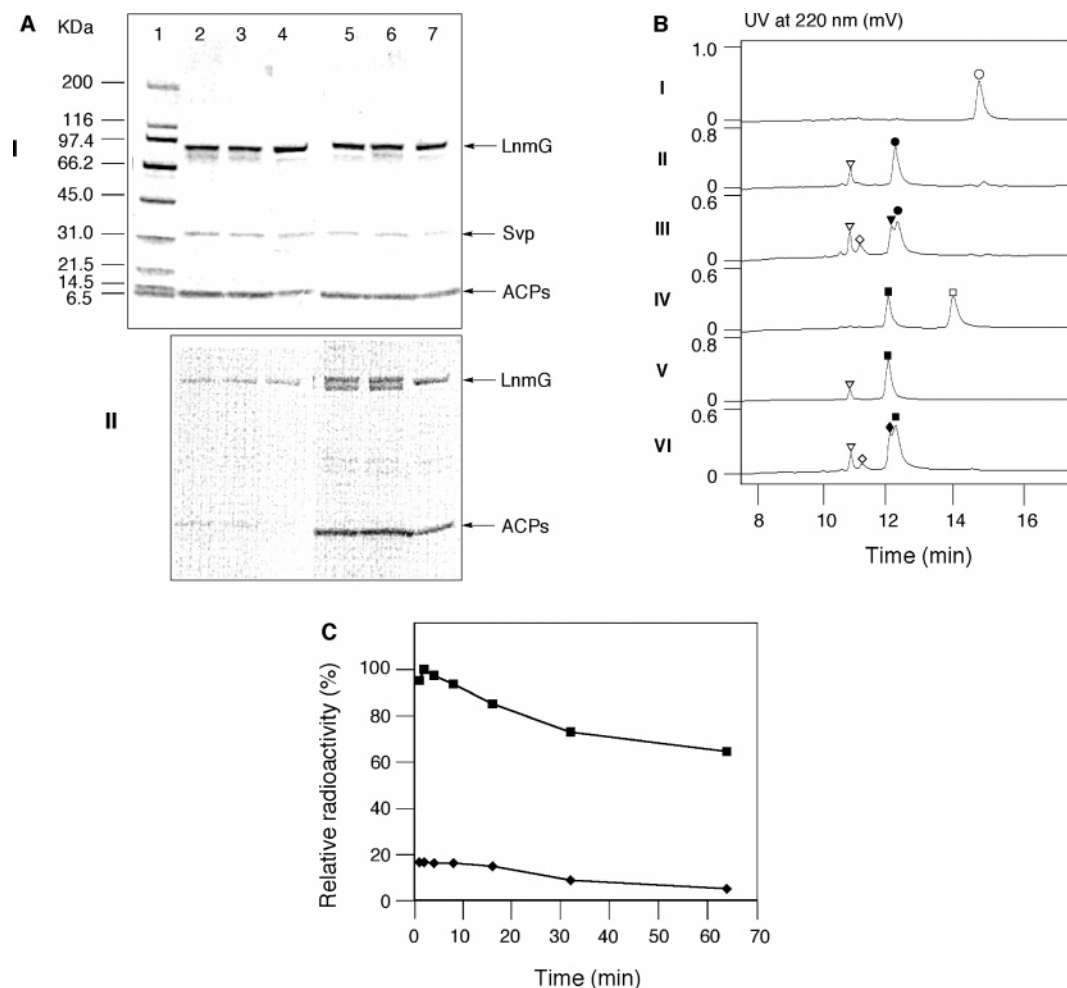 A
KDa
1 2 3 4 5 6 7
I
200
116
97.4
66.2
45.0
31.0
21.5
14.5
6.5
LnmG
Svp
ACPs
II
LnmG
ACPs
B
UV at 220 nm (mV)
1.0
I
0
0.8
II
0
0.6
III
0
0.6
IV
0
0.8
V
0
0.6
VI
0
8 10 12 14 16
Time (min)
C
Relative radioactivity (%)
100
80
60
40
20
0
0 10 20 30 40 50 60 70
Time (min)